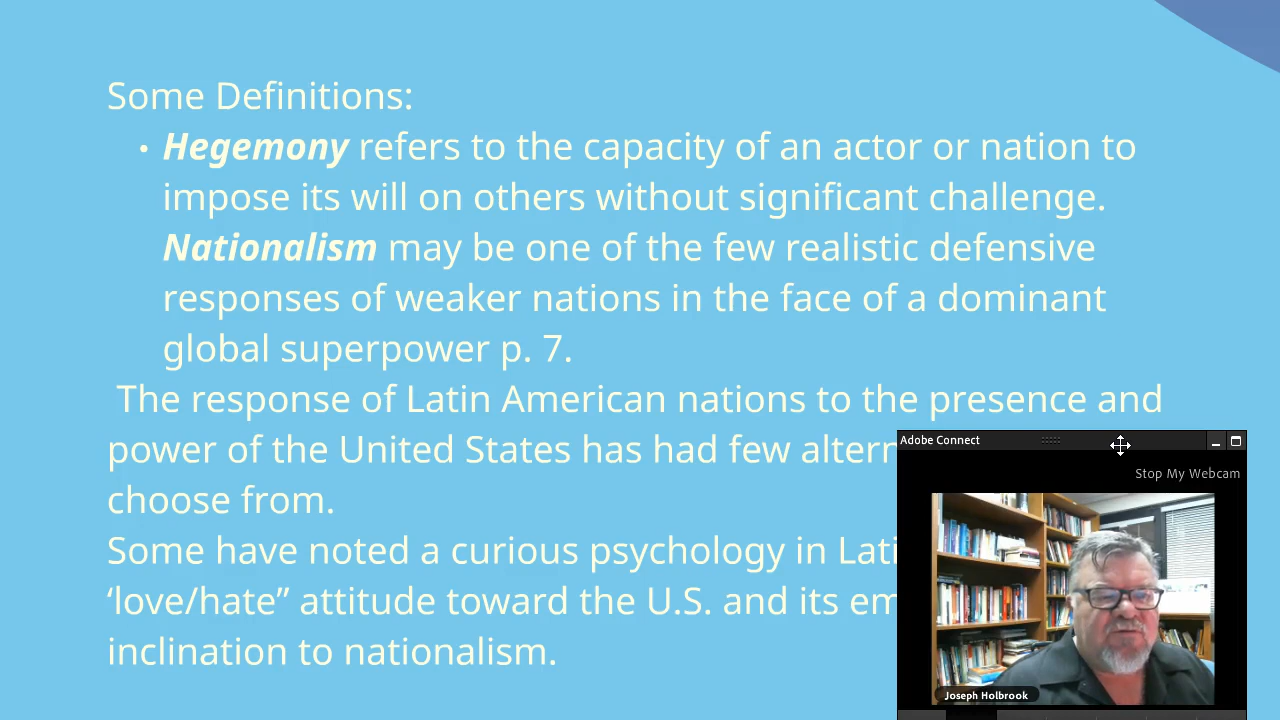 Some Definitions:
• Hegemony refers to the capacity of an actor or nation to
impose its will on others without significant challenge.
Nationalism may be one of the few realistic defensive
responses of weaker nations in the face of a dominant
global superpower p. 7.
The response of Latin American nations to the presence and
power of the United States has had few altern
choose from.
Some have noted a curious psychology in Lati
‘love/hate” attitude toward the U.S. and its em
inclination to nationalism.
Adobe Connect
Stop My Webcam
Joseph Holbrook